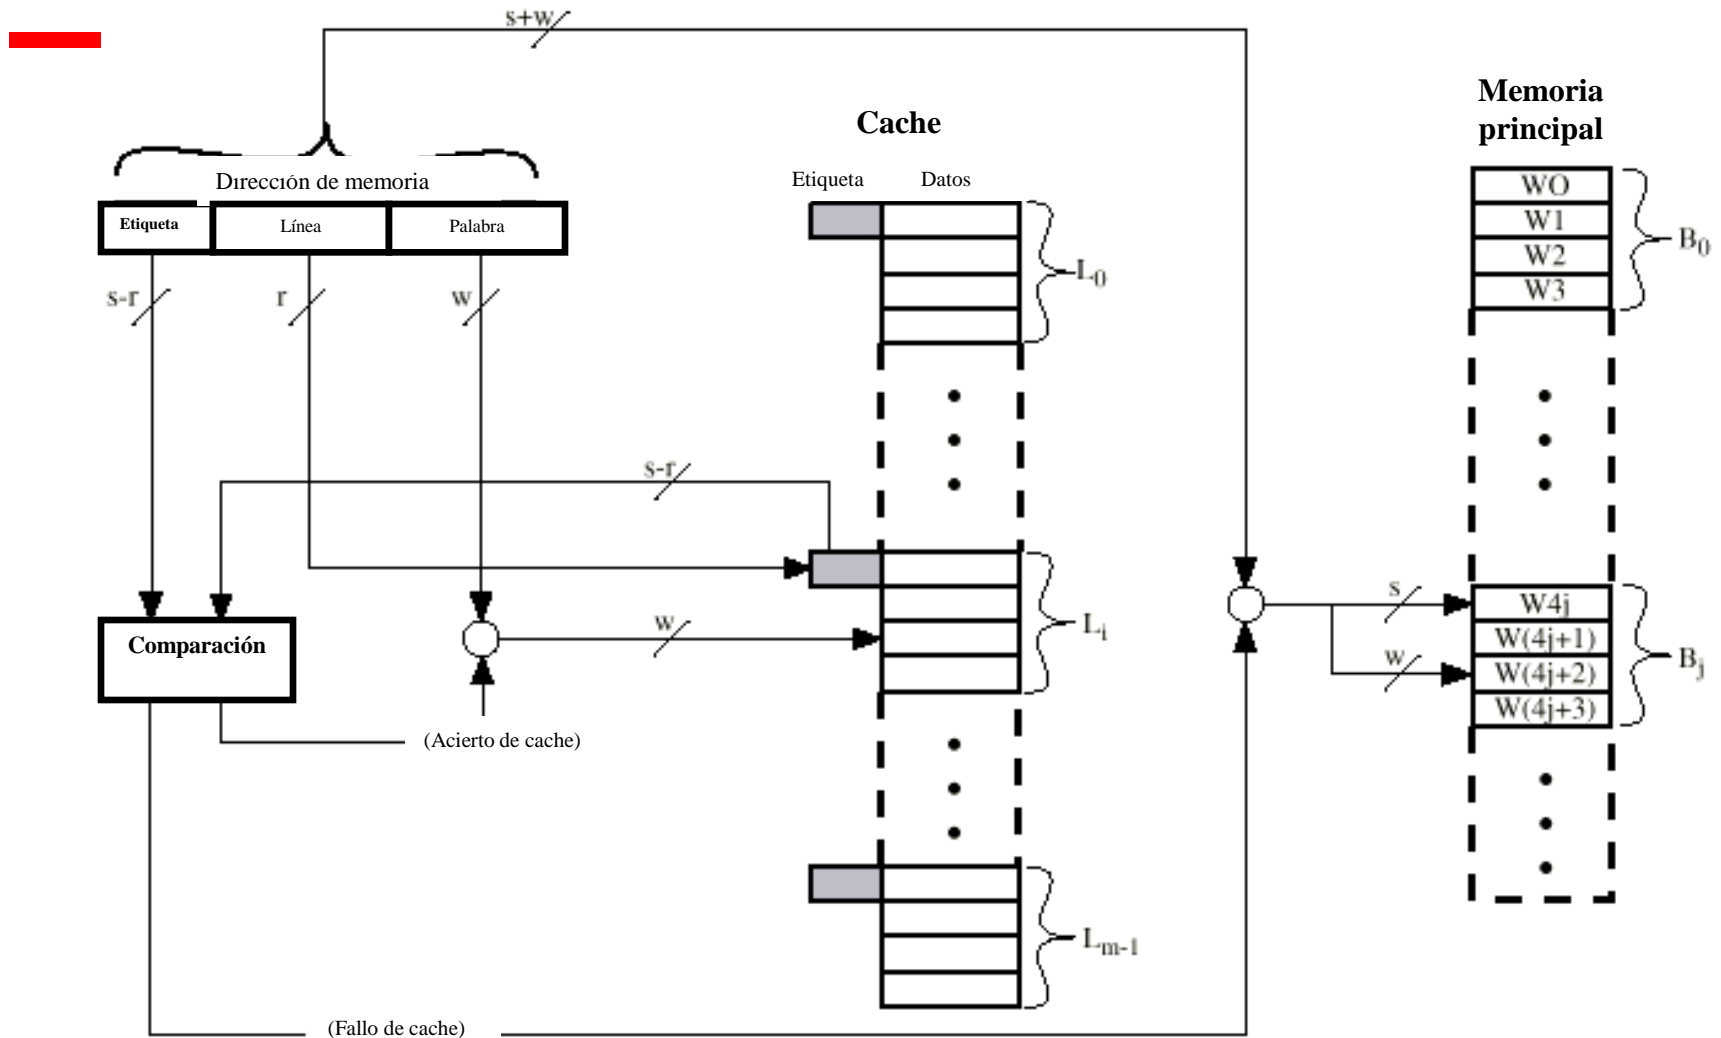 s+w
Cache
Memoria
principal
Dirección de memoria
Etiqueta Línea Palabra
Etiqueta Datos
s-r r w
L0
W0
W1
W2
W3
B0
s-r
Comparación
w
Li
s
w
W4j
W(4j+1)
W(4j+2)
W(4j+3)
Bj
(Acierto de cache)
Lm-1
(Fallo de cache)